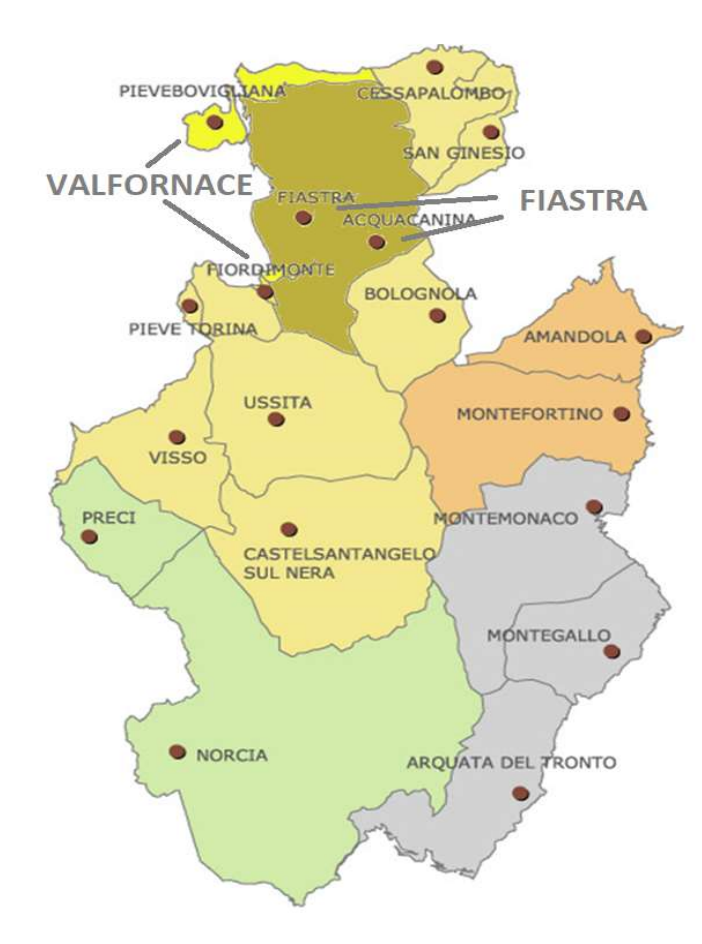 PIEVEBOVIGLIANA
CESSAPALOMBO
SAN GINESIO
VALFORNACE
FIASTRA
FIASTRA
ACQUACANINA
FIORDIMONTE
BOLOGNOLA
PIEVE TORINA
AMANDOLA
USSITA
MONTEFORTINO
VISSO
PRECI
MONTEMONACO
CASTELSANTANGELO
SUL NERA
MONTEGALLO
NORCIA
ARQUATA DEL TRONTO